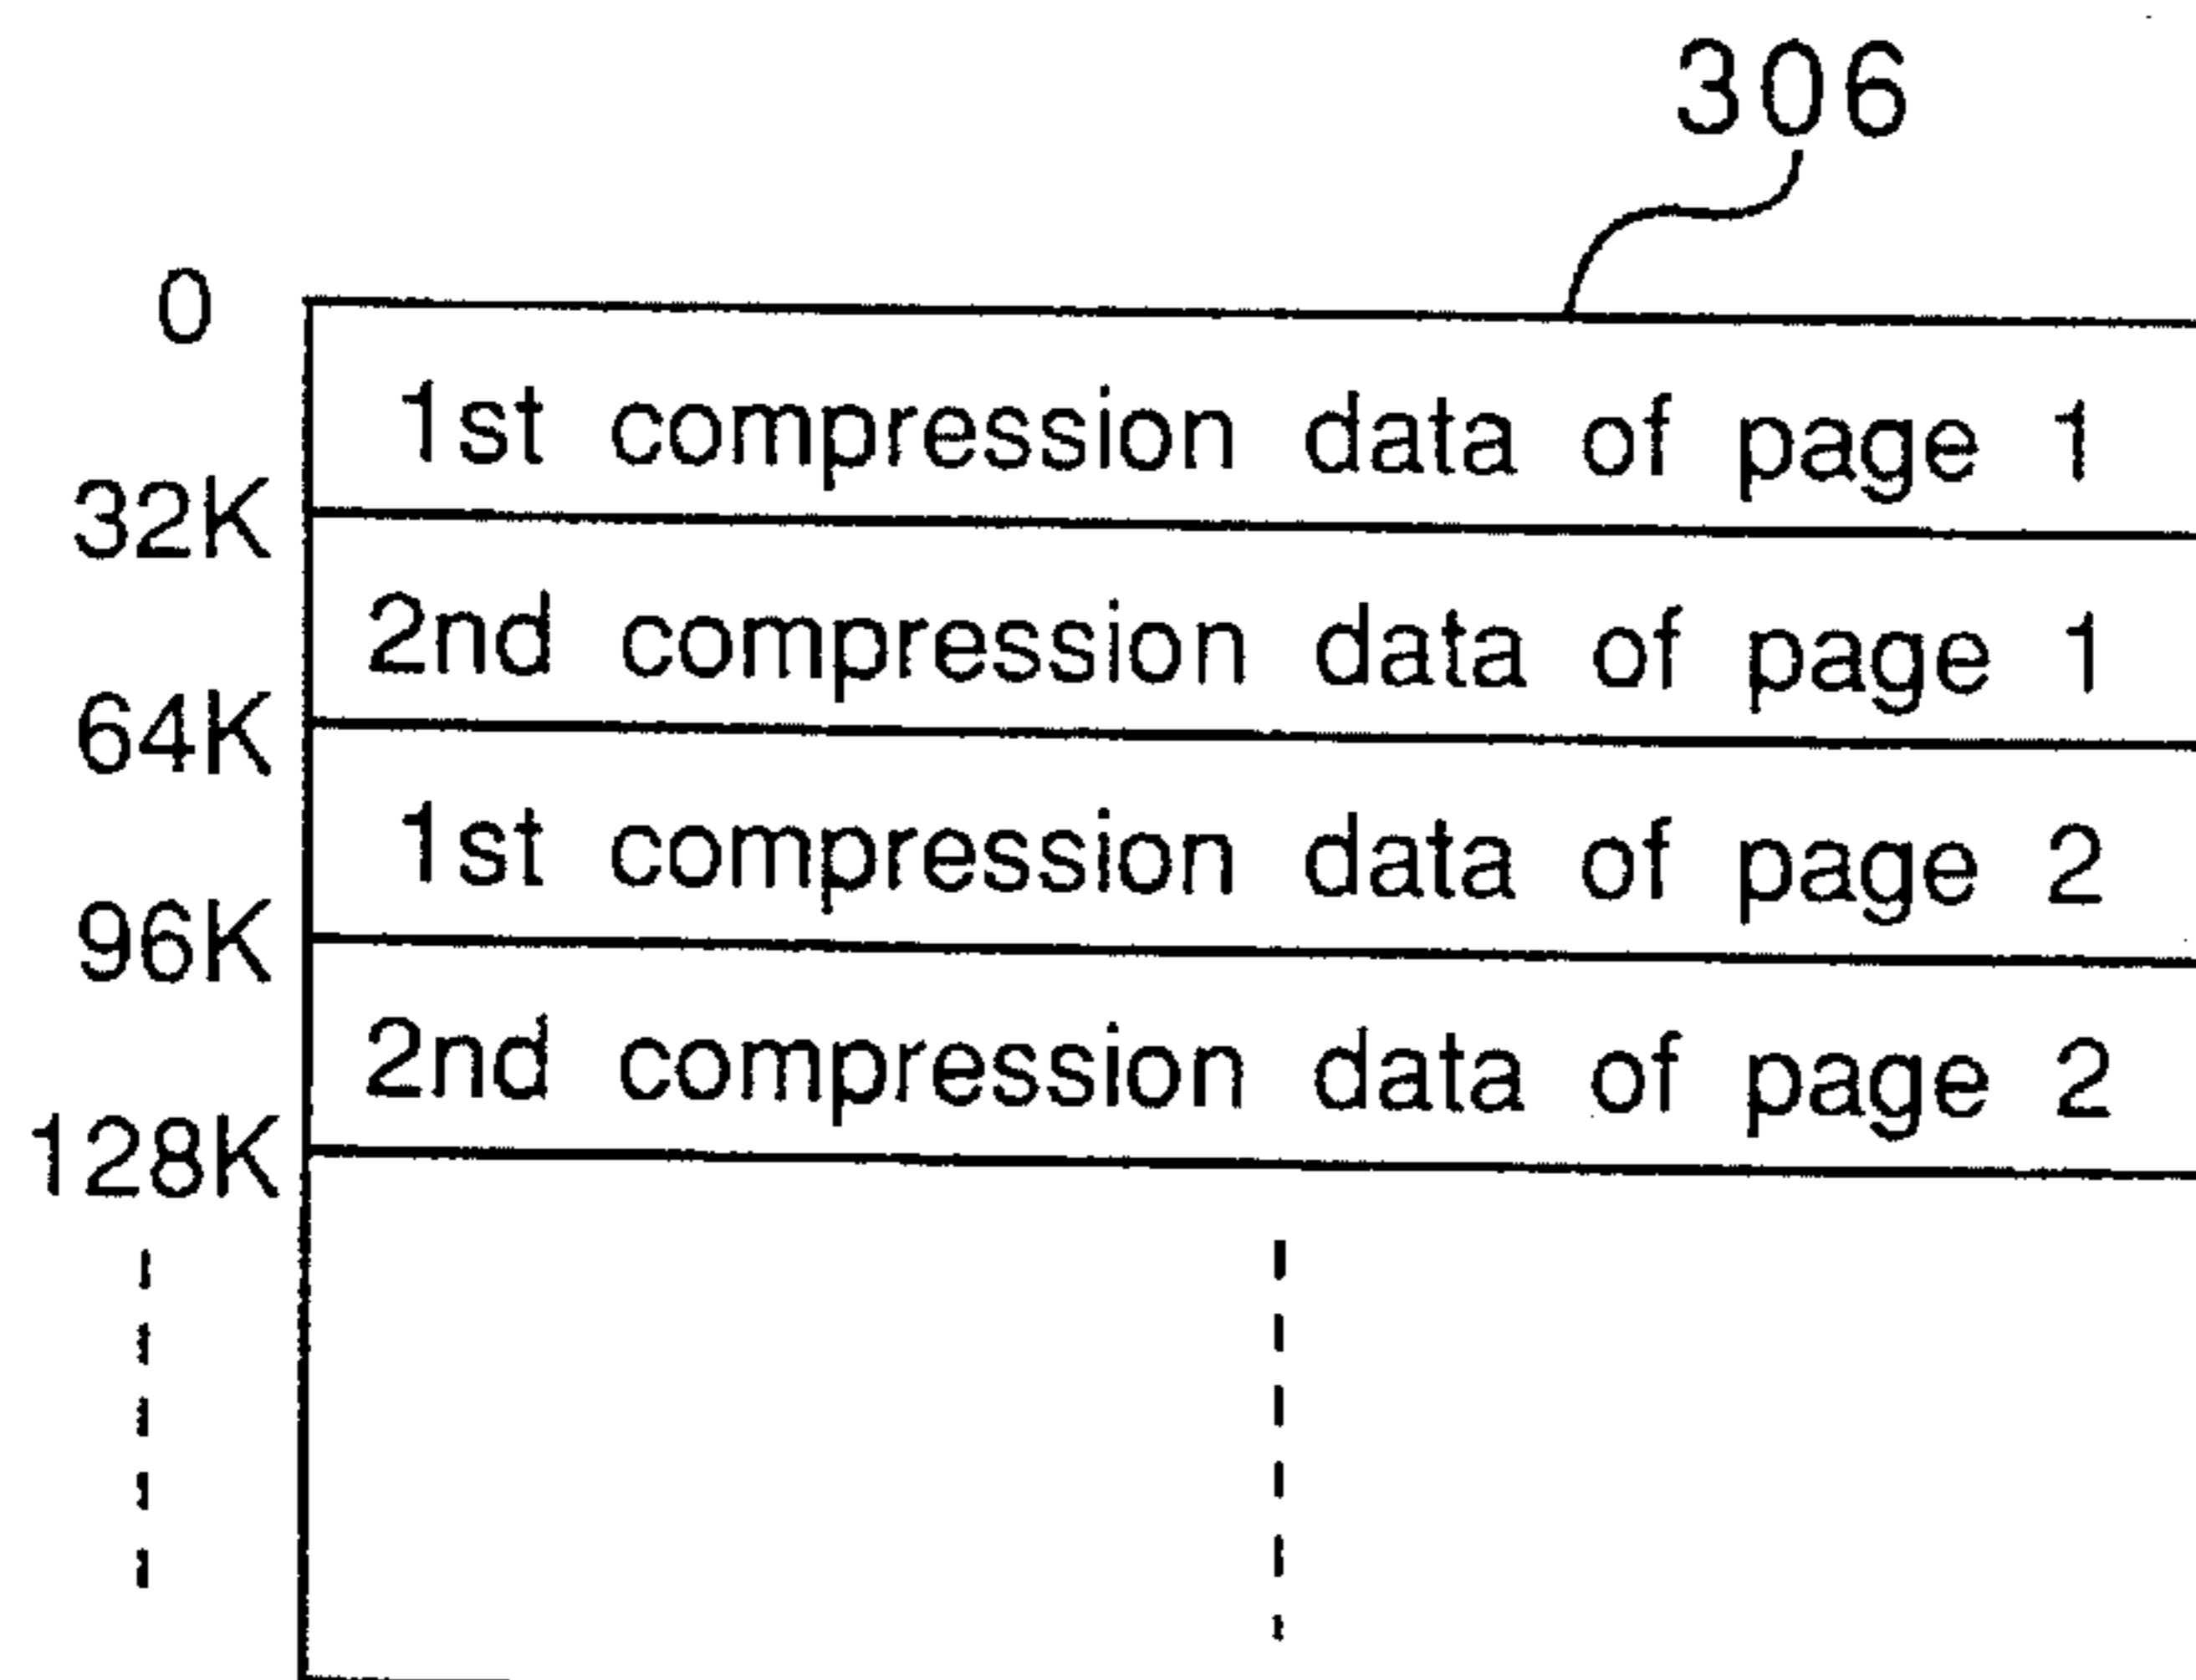 306
0
1st compression data of page 1
32K
2nd compression data of page 1
64K
1st compression data of page 2
96K
2nd compression data of page 2
128K